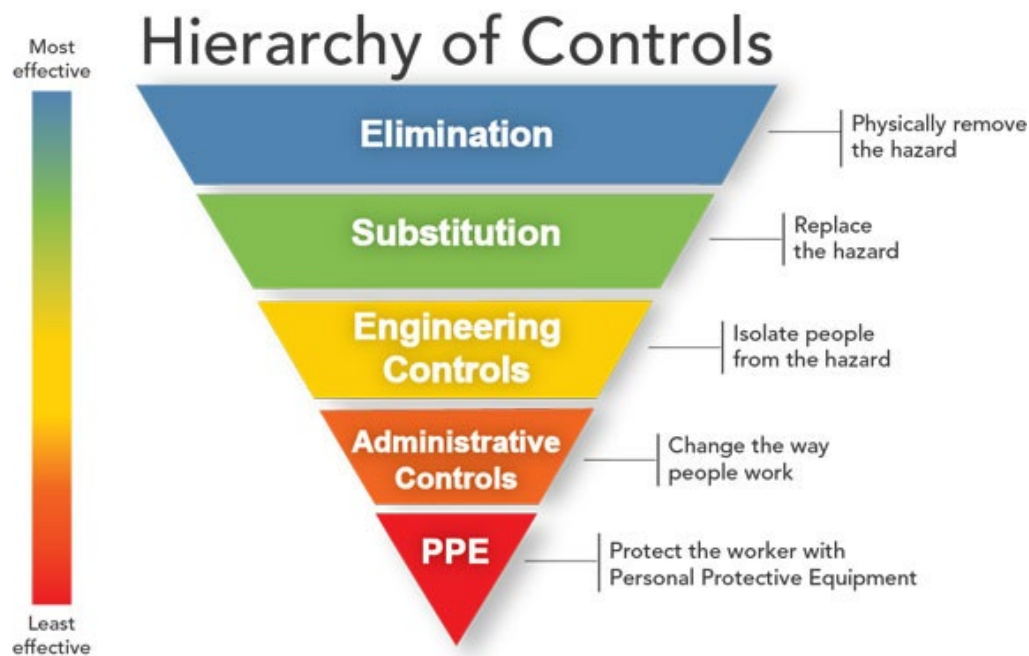 Hierarchy of Controls
Most
effective
Elimination
Physically remove
the hazard
Substitution
Replace
the hazard
Engineering
Controls
Isolate people
from the hazard
Administrative
Controls
Change the way
people work
PPE
Protect the worker with
Personal Protective Equipment
Least
effective